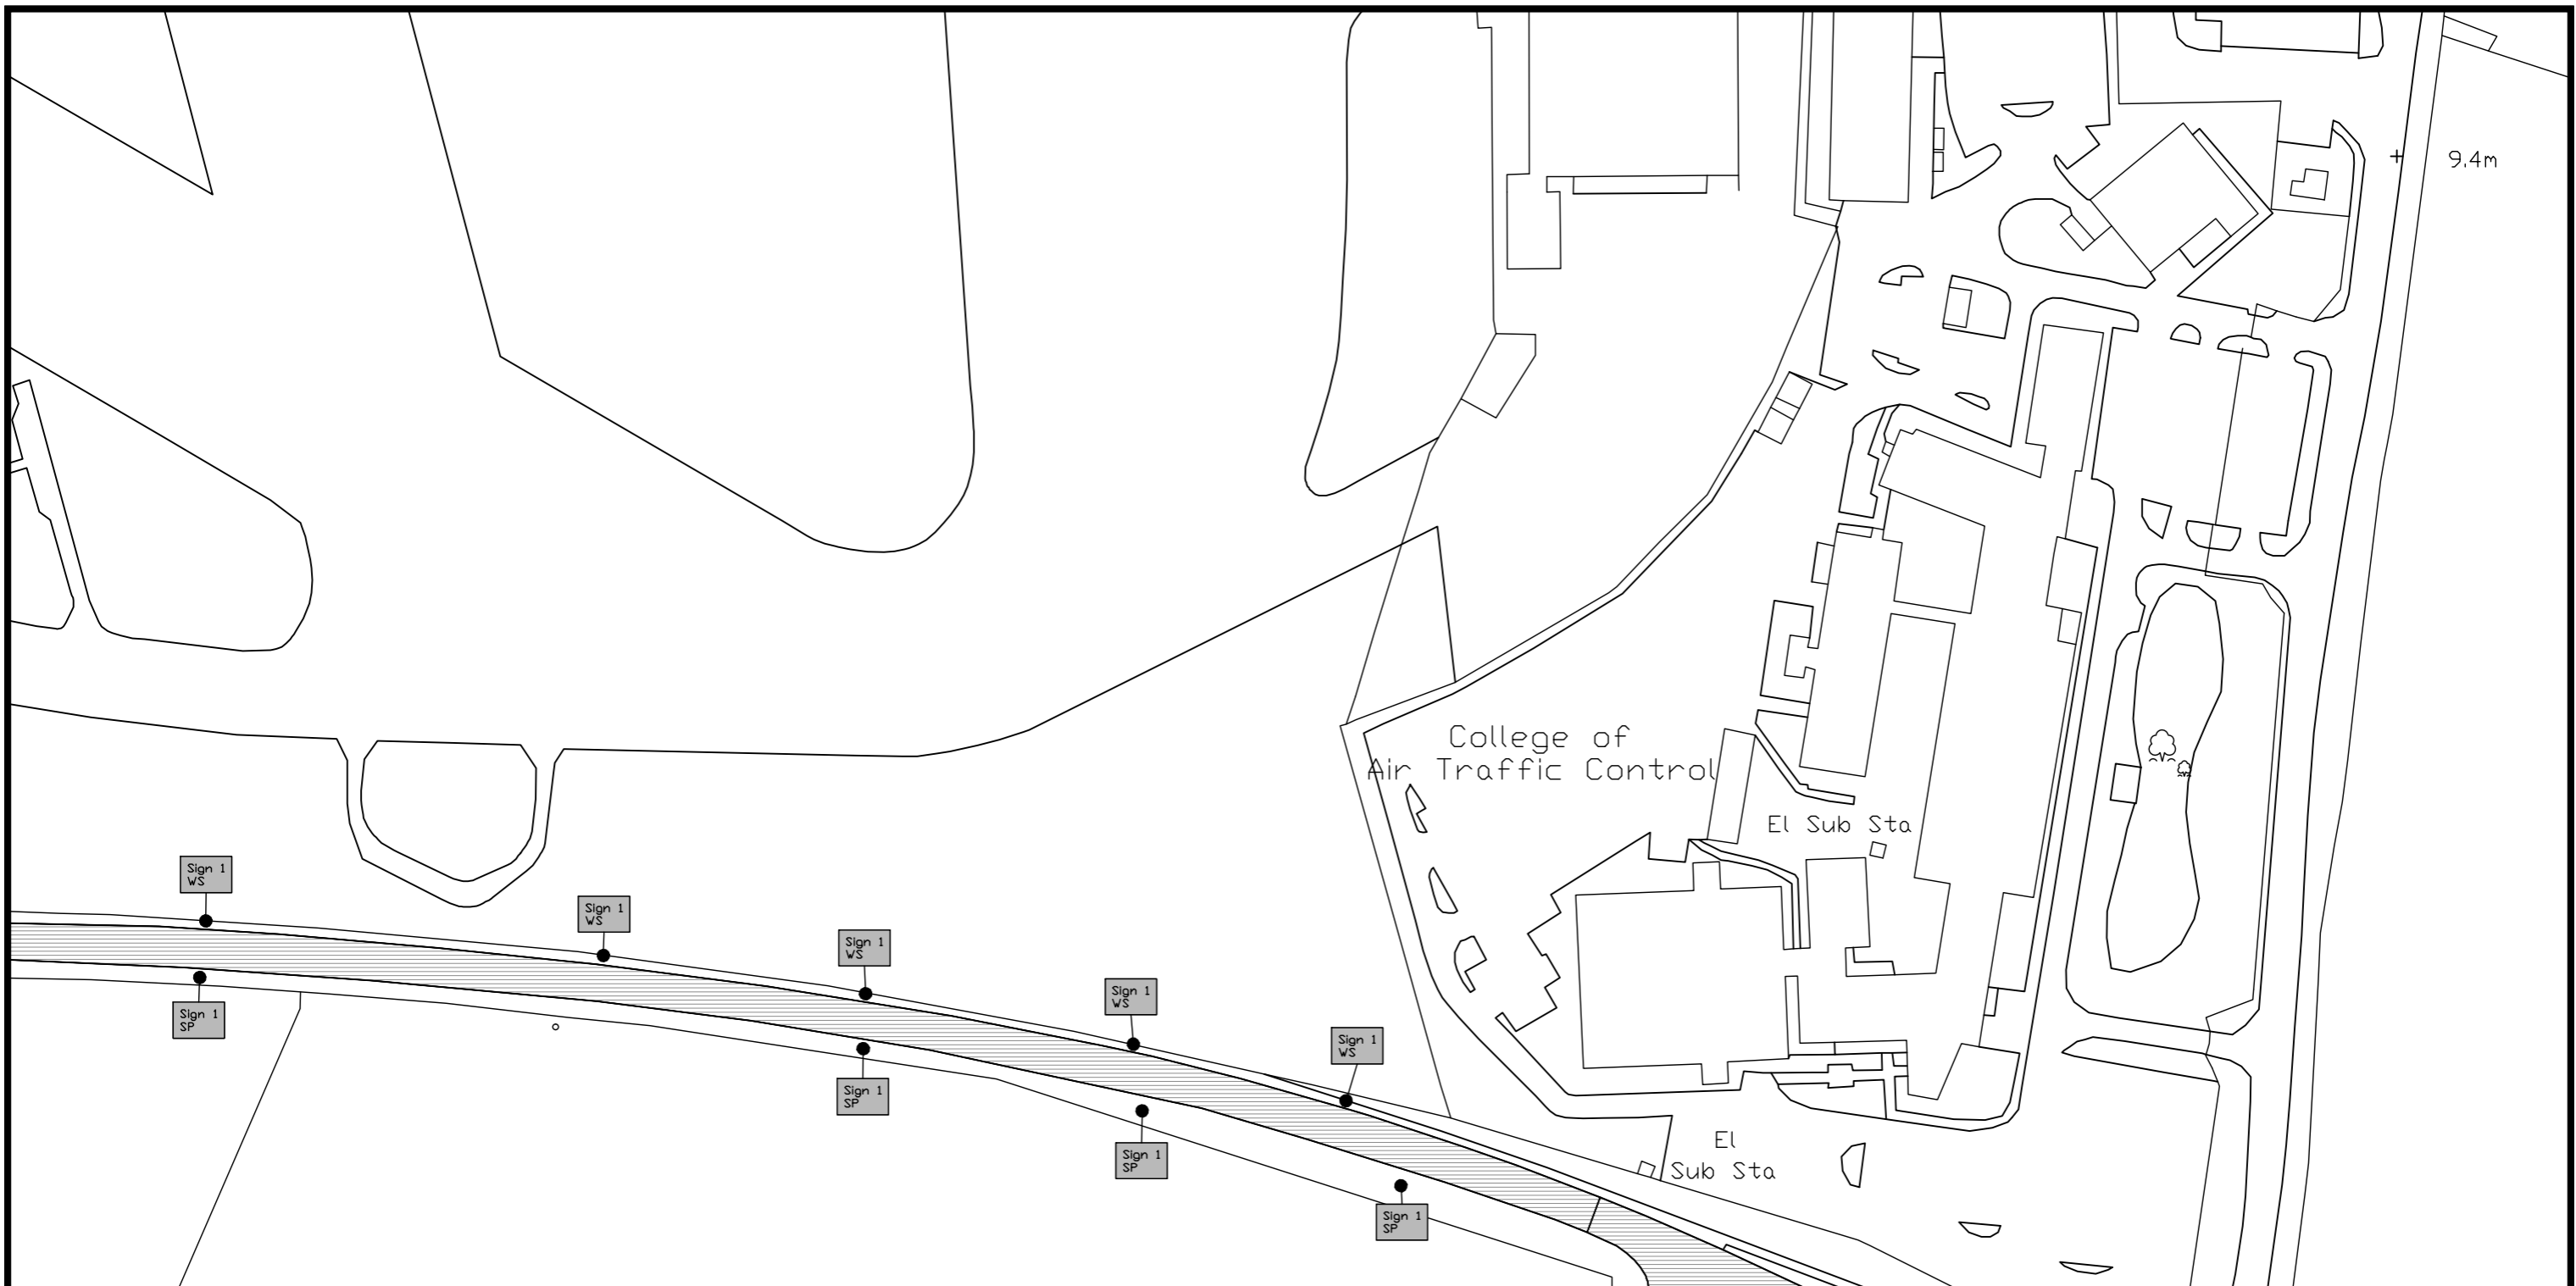 9.4m
College of
Air Traffic Control
El Sub Sta
Sign 1
WS
Sign 1
WS
Sign 1
WS
Sign 1
WS
Sign 1
WS
Sign 1
SP
Sign 1
SP
Sign 1
SP
Sign 1
SP
El
Sub Sta